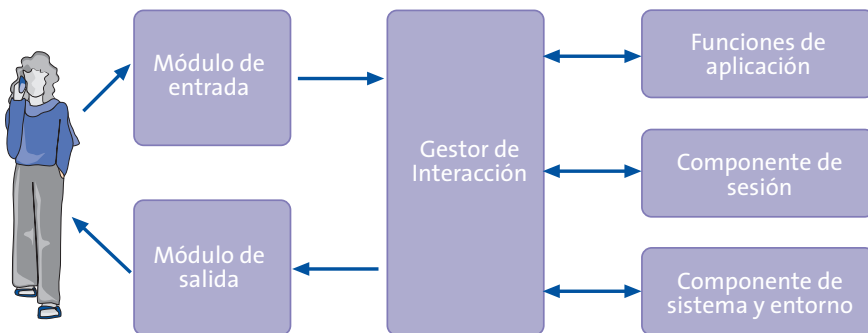 Módulo de
entrada
Módulo de
salida
Gestor de
Interacción
Funciones de
aplicación
Componente de
sesión
Componente de
sistema y entorno